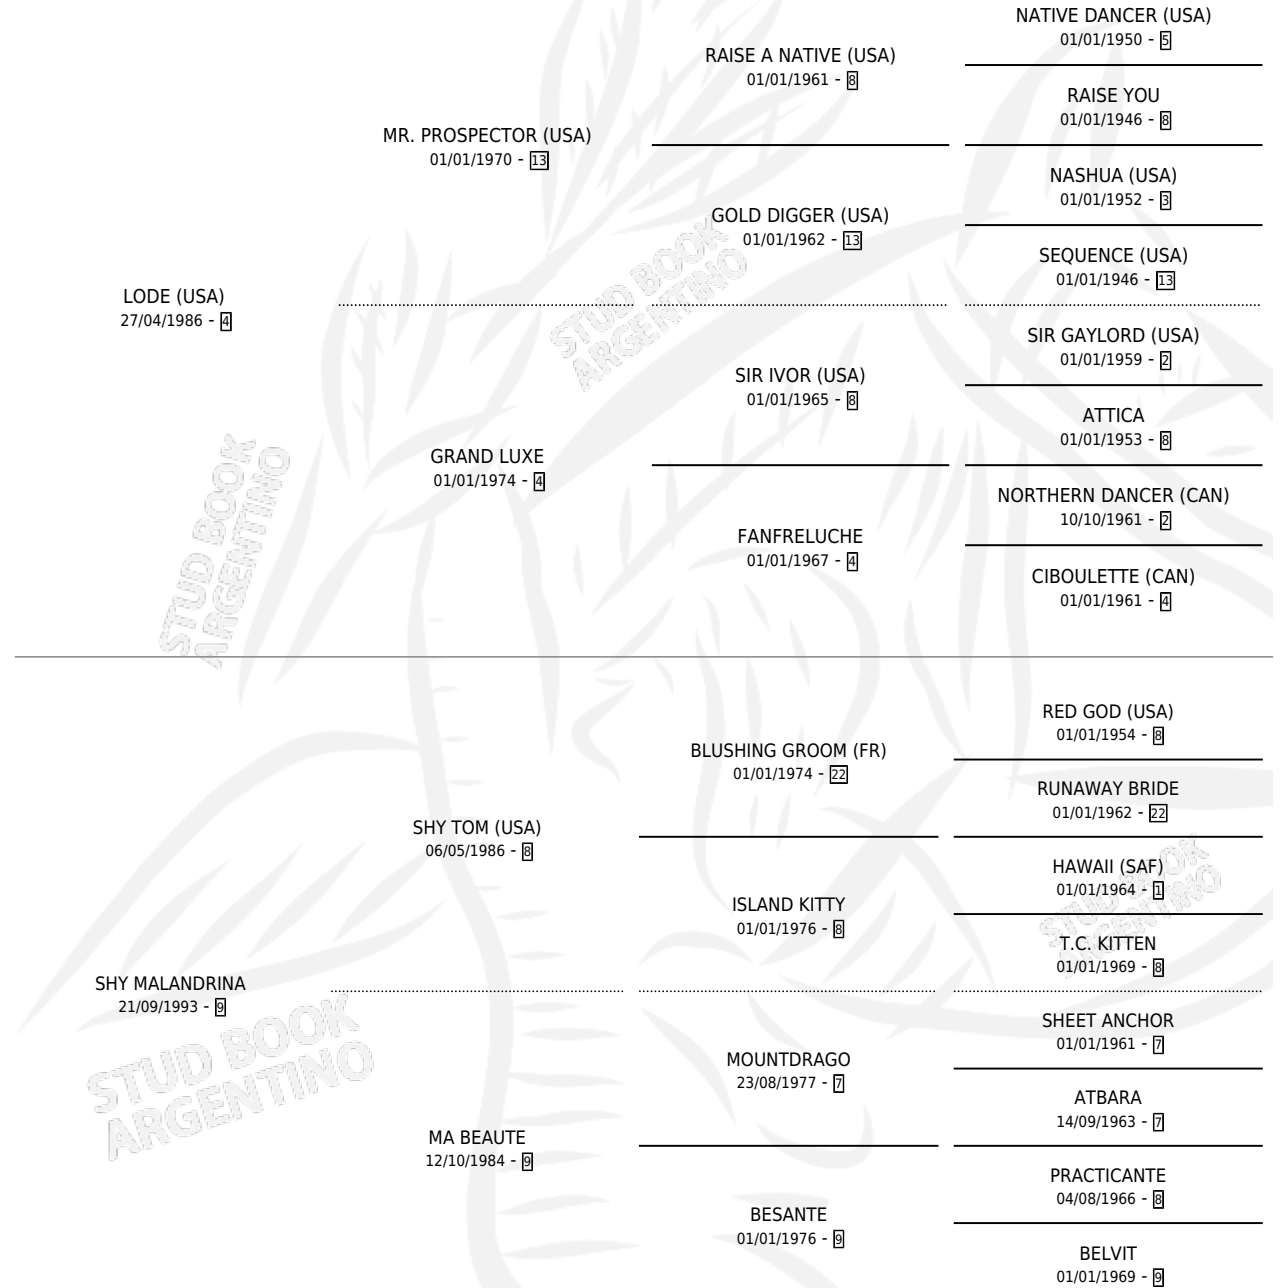 NATIVE DANCER (USA)
01/01/1950 - 5
RAISE A NATIVE (USA)
01/01/1961 - 8
RAISE YOU
01/01/1946 - 8
MR. PROSPECTOR (USA)
01/01/1970 - 13
NASHUA (USA)
01/01/1952 - 3
GOLD DIGGER (USA)
01/01/1962 - 13
SEQUENCE (USA)
01/01/1946 - 13
LODE (USA)
27/04/1986 - 4
STUD BOOK
ARGENTINO
SIR GAYLORD (USA)
01/01/1959 - 2
SIR IVOR (USA)
01/01/1965 - 8
ATTICA
01/01/1953 - 8
GRAND LUXE
01/01/1974 - 4
NORTHERN DANCER (CAN)
10/10/1961 - 2
FANFRELUCHE
01/01/1967 - 4
CIBOULETTE (CAN)
01/01/1961 - 4
STUD BOOK
ARGENTINO
RED GOD (USA)
01/01/1954 - 8
BLUSHING GROOM (FR)
01/01/1974 - 22
RUNAWAY BRIDE
01/01/1962 - 22
SHY TOM (USA)
06/05/1986 - 8
HAWAII (SAF)
01/01/1964 - 1
ISLAND KITTY
01/01/1976 - 8
STUD BOOK
ARGENTINO
T.C. KITTEN
01/01/1969 - 8
SHY MALANDRINA
21/09/1993 - 9
SHEET ANCHOR
01/01/1961 - 7
MOUNTDRAGO
23/08/1977 - 7
STUD BOOK
ARGENTINO
ATBARA
14/09/1963 - 7
MA BEAUTE
12/10/1984 - 9
PRACTICANTE
04/08/1966 - 8
BESANTE
01/01/1976 - 9
BELVIT
01/01/1969 - 9